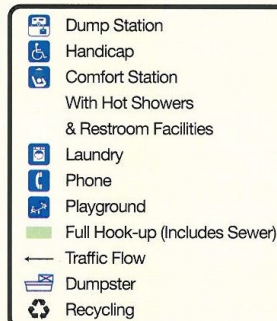 Dump Station
Handicap
Comfort Station
With Hot Showers
& Restroom Facilities
Laundry
Phone
Playground
Full Hook-up (Includes Sewer)
Traffic Flow
Dumpster
Recycling